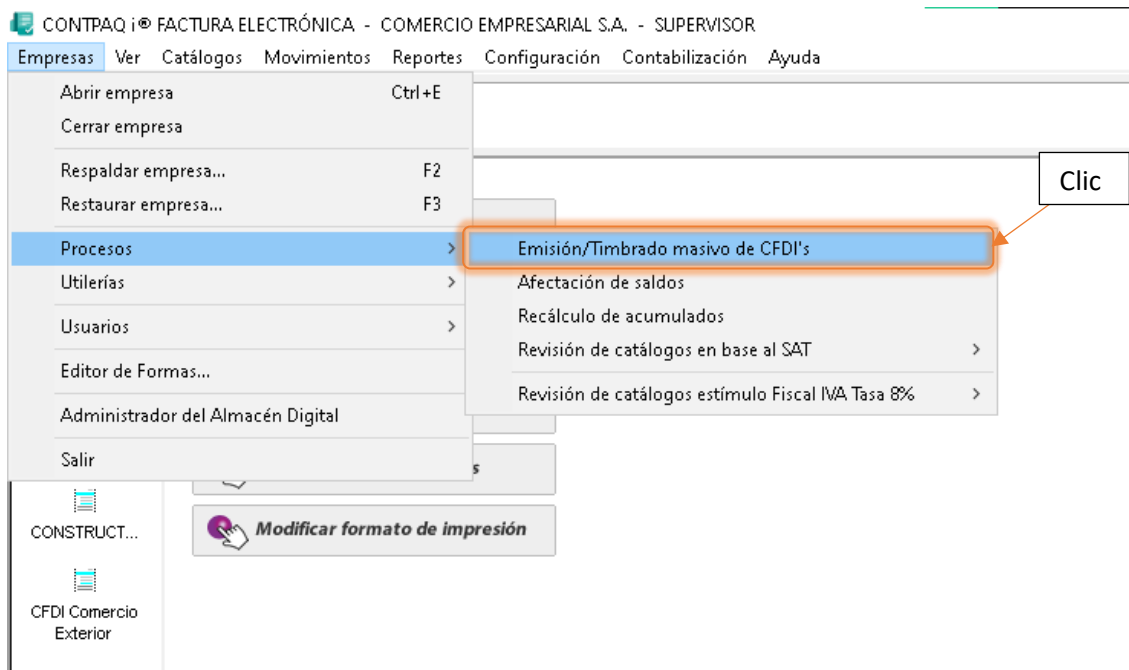 CONTPAQ i® FACTURA ELECTRÓNICA - COMERCIO EMPRESARIAL S.A. - SUPERVISOR
Empresas Ver Catálogos Movimientos Reportes Configuración Contabilización Ayuda
Abrir empresa Ctrl+E
Cerrar empresa
Respaldar empresa... F2
Restaurar empresa... F3
Procesos >
Utilerías >
Usuarios >
Editor de Formas...
Administrador del Almacén Digital
Salir
Clic
Emisión/Timbrado masivo de CFDI's
Afectación de saldos
Recálculo de acumulados
Revisión de catálogos en base al SAT >
Revisión de catálogos estímulo Fiscal IVA Tasa 8% >
s
Modificar formato de impresión
CONSTRUCT...
CFDI Comercio
Exterior